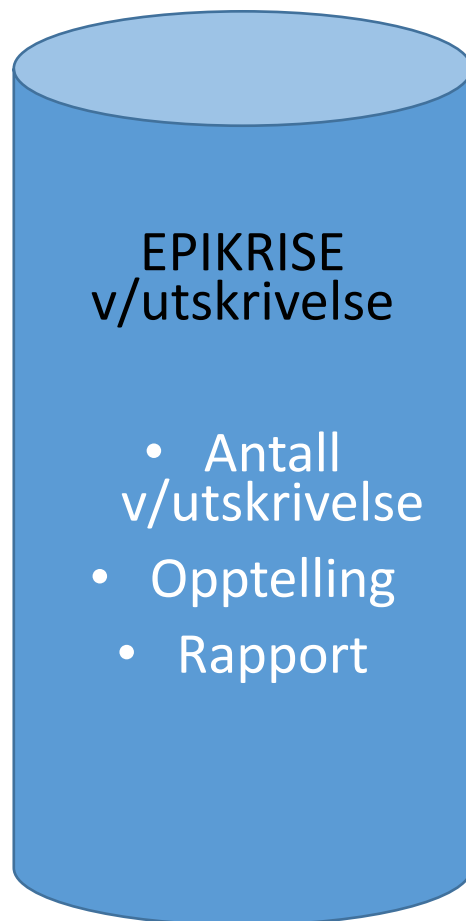 EPIKRISE
v/utskrivelse
• Antall
v/utskrivelse
• Opptelling
• Rapport